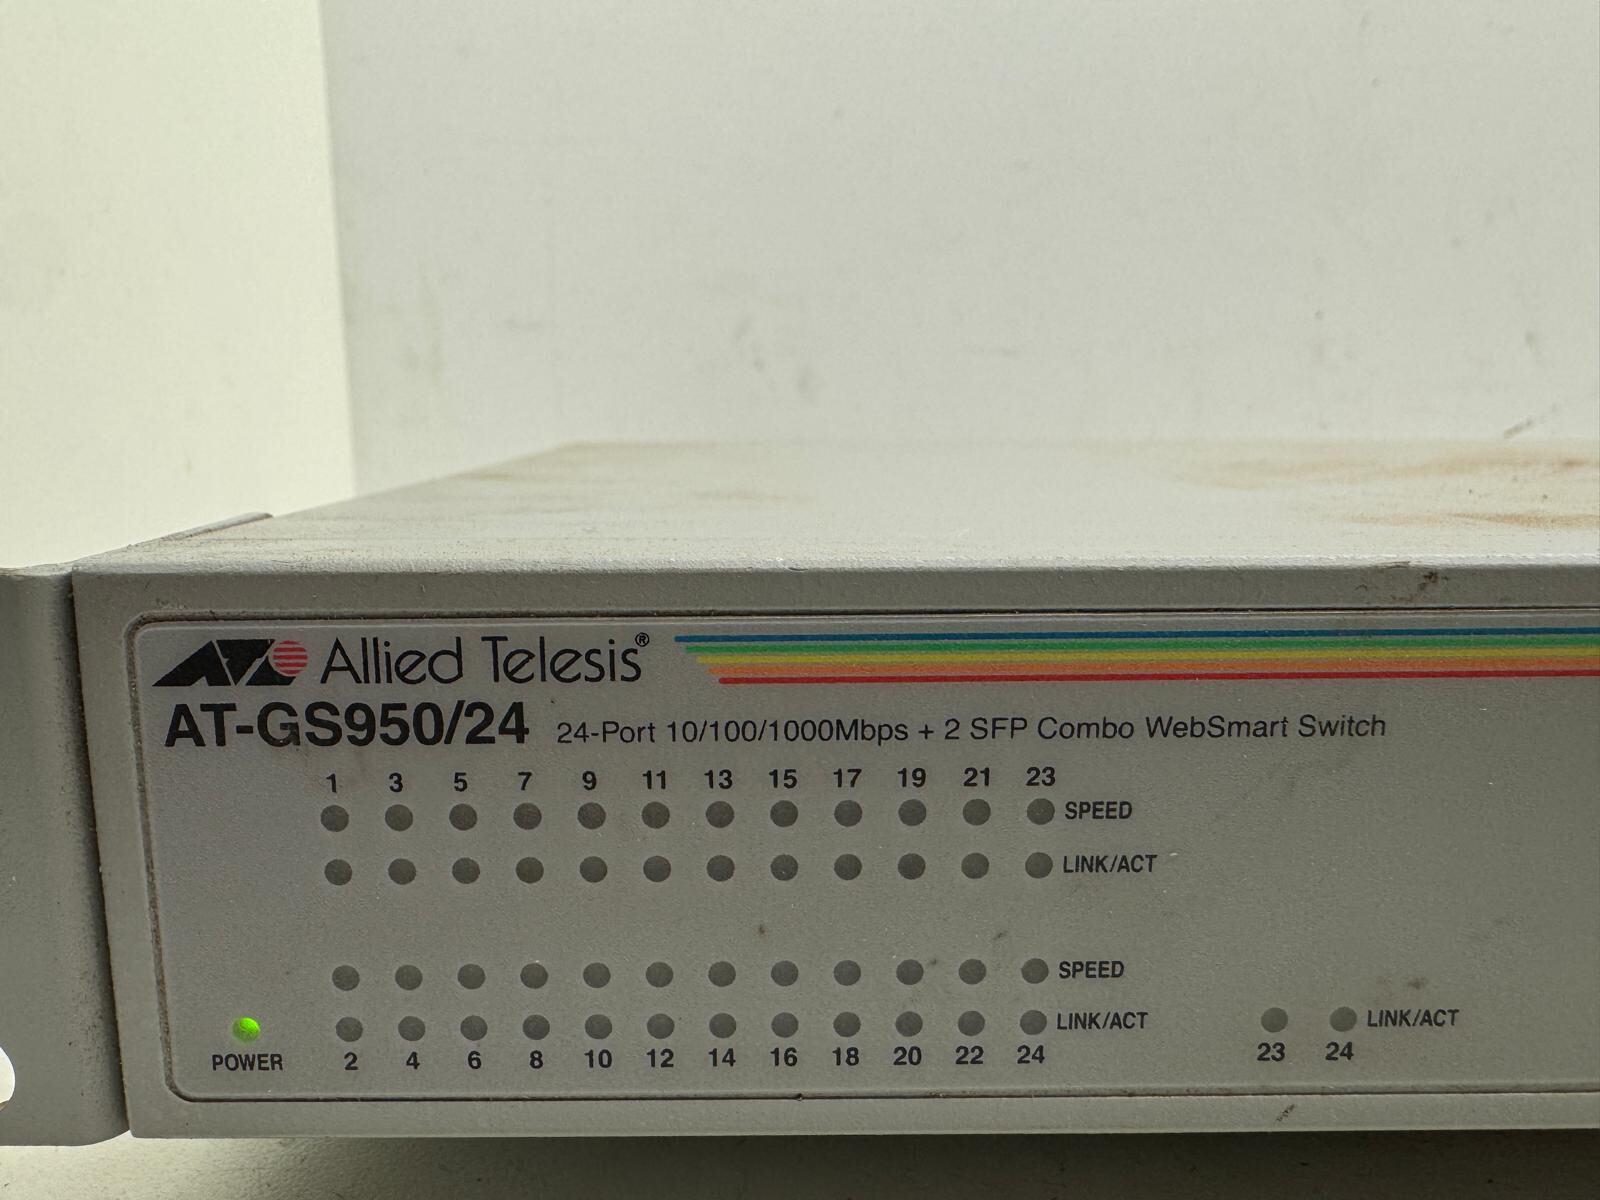 Allied Telesis®
AT-GS950/24 24-Port 10/100/1000Mbps + 2 SFP Combo WebSmart Switch
1 3 5 7 9 11 13 15 17 19 21 23
SPEED
LINK/ACT
SPEED
LINK/ACT LINK/ACT
POWER 2 4 6 8 10 12 14 16 18 20 22 24 23 24